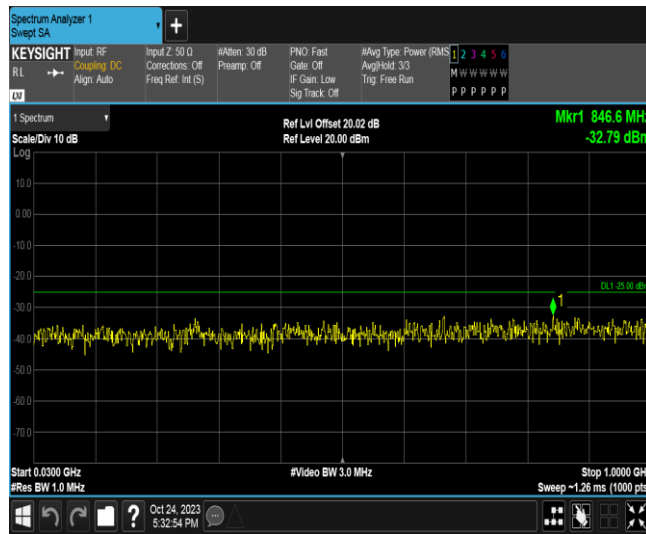 Spectrum Analyzer 1
Swept SA
KEYSIGHT
RL
LXI
Input: RF
Coupling: DC
Align: Auto
Input Z: 50 Ω
Corrections: Off
Freq Ref: Int (S)
#Atten: 30 dB
Preamp: Off
PNO: Fast
Gate: Off
IF Gain: Low
Sig Track: Off
#Avg Type: Power (RMS
Avg|Hold: 3/3
Trig: Free Run
1 2 3 4 5 6
M W W W W W
P P P P P P
1 Spectrum
Scale/Div 10 dB
Log
Ref Lvl Offset 20.02 dB
Ref Level 20.00 dBm
Mkr1 846.6 MHz
-32.79 dBm
10.0
0.00
-10.0
-20.0
DL1 -25.00 dBm
1
-30.0
-40.0
-50.0
-60.0
-70.0
Start 0.0300 GHz
#Video BW 3.0 MHz
Stop 1.0000 GH
#Res BW 1.0 MHz
Sweep ~1.26 ms (1000 pts
?
Oct 24, 2023
5:32:54 PM